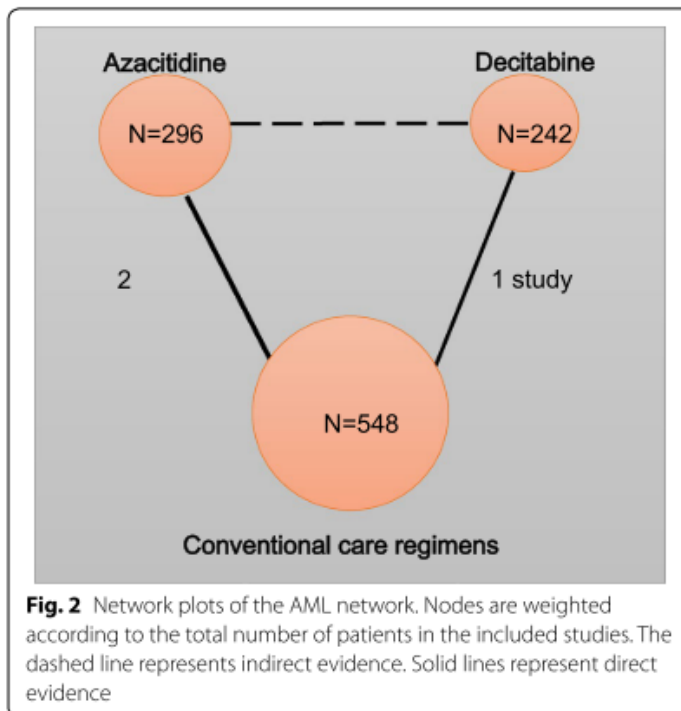 Azacitidine
Decitabine
N=296
N=242
2
1 study
N=548
Conventional care regimens
Fig. 2 Network plots of the AML network. Nodes are weighted
according to the total number of patients in the included studies. The
dashed line represents indirect evidence. Solid lines represent direct
evidence